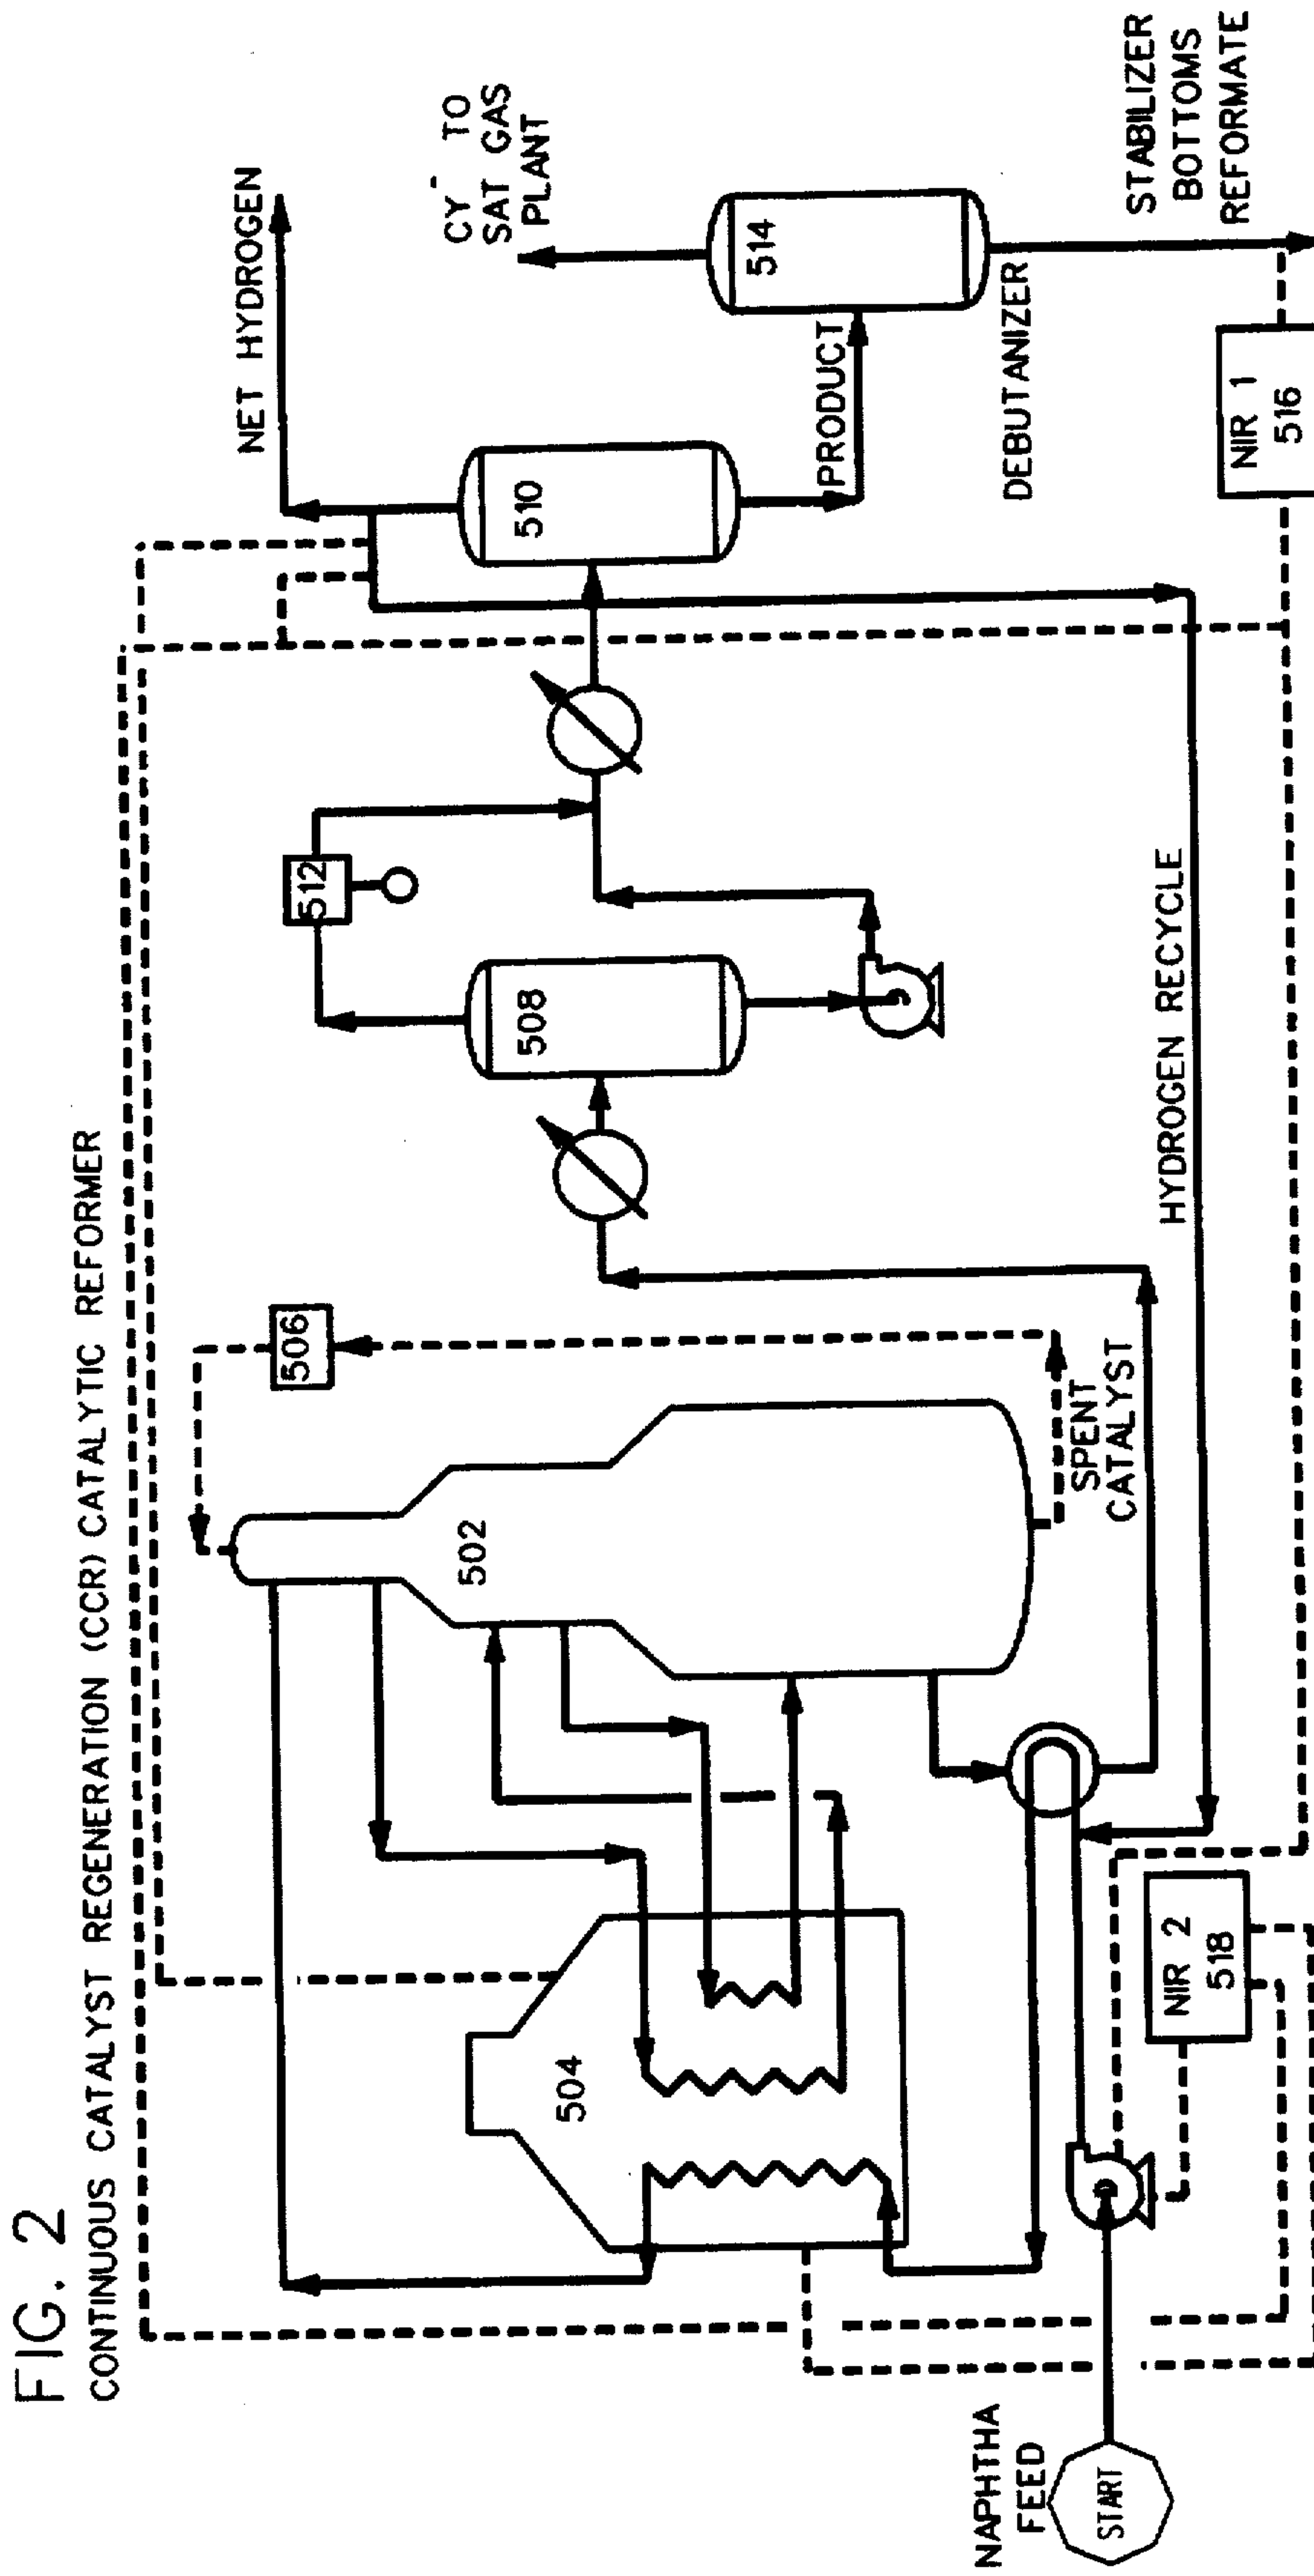 FIG. 2
CONTINUOUS CATALYST REGENERATION (CCR) CATALYTIC REFORMER
NET HYDROGEN
CY⁻ TO
SAT GAS
PLANT
506
512
502
504
508
510
514
PRODUCT
DEBUTANIZER
SPENT
CATALYST
HYDROGEN RECYCLE
STABILIZER
BOTTOMS
REFORMATE
NIR 1
516
NIR 2
518
NAPHTHA
FEED
START